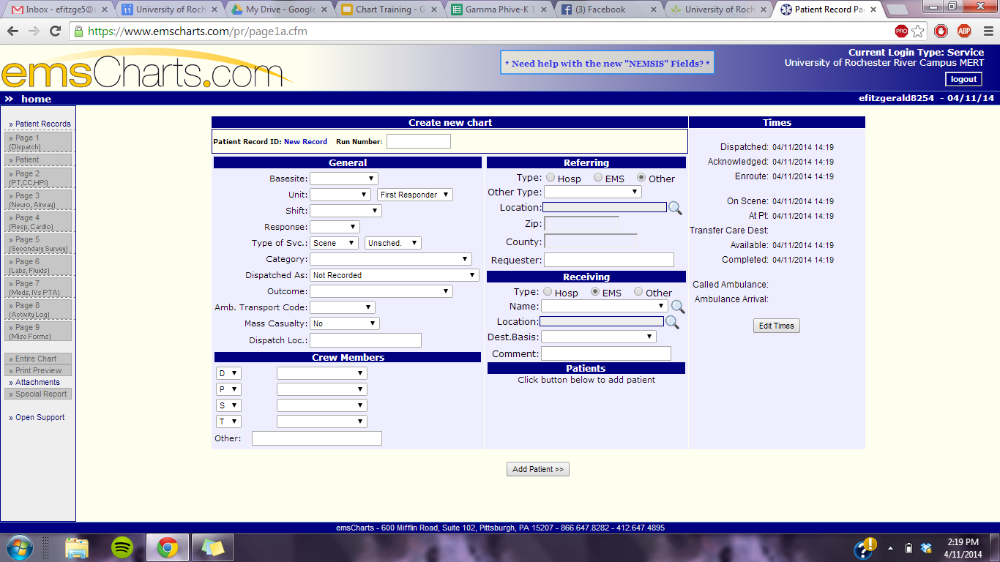 Inbox - efitzge5@u
University of Roch
My Drive - Google
Chart Training - G
Gamma Phive-K T
(3) Facebook
University of Roch
Patient Record Pa
https://www.emscharts.com/pr/page1a.cfm
PRO
ABP
emsCharts.com
* Need help with the new "NEMSIS" Fields? *
Current Login Type: Service
University of Rochester River Campus MERT
logout
» home
efitzgerald8254 - 04/11/14
» Patient Records
» Page 1
(Dispatch)
» Patient
» Page 2
(PT,CC,HPI)
» Page 3
(Neuro, Airway)
» Page 4
(Resp, Cardio)
» Page 5
(Secondary Survey)
» Page 6
(Labs, Fluids)
» Page 7
(Meds, IVs PTA)
» Page 8
(Activity Log)
» Page 9
(Misc Forms)
» Entire Chart
» Print Preview
» Attachments
» Special Report
» Open Support
Create new chart
Patient Record ID: New Record Run Number:
General
Basesite:
Unit: First Responder
Shift:
Response:
Type of Svc.: Scene Unsched.
Category:
Dispatched As: Not Recorded
Outcome:
Amb. Transport Code:
Mass Casualty: No
Dispatch Loc.:
Crew Members
D
P
S
T
Other:
Referring
Type: Hosp EMS Other
Other Type:
Location:
Zip:
County:
Requester:
Receiving
Type: Hosp EMS Other
Name:
Location:
Dest.Basis:
Comment:
Patients
Click button below to add patient
Times
Dispatched: 04/11/2014 14:19
Acknowledged: 04/11/2014 14:19
Enroute: 04/11/2014 14:19
On Scene: 04/11/2014 14:19
At Pt: 04/11/2014 14:19
Transfer Care Dest:
Available: 04/11/2014 14:19
Completed: 04/11/2014 14:19
Called Ambulance:
Ambulance Arrival:
Edit Times
Add Patient >>
emsCharts - 600 Mifflin Road, Suite 102, Pittsburgh, PA 15207 - 866.647.8282 - 412.647.4895
2:19 PM
4/11/2014